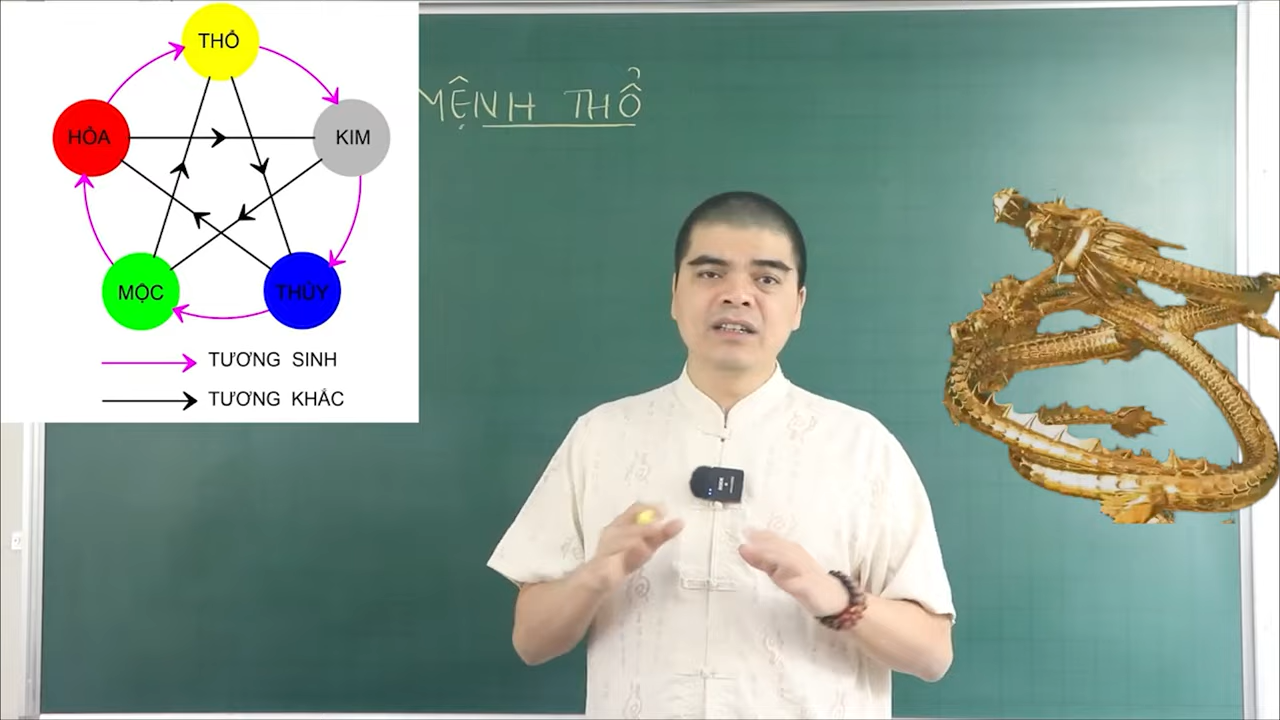 THỔ
MỆNH THỔ
HỎA
KIM
MỘC
THỦY
TƯƠNG SINH
TƯƠNG KHẮC